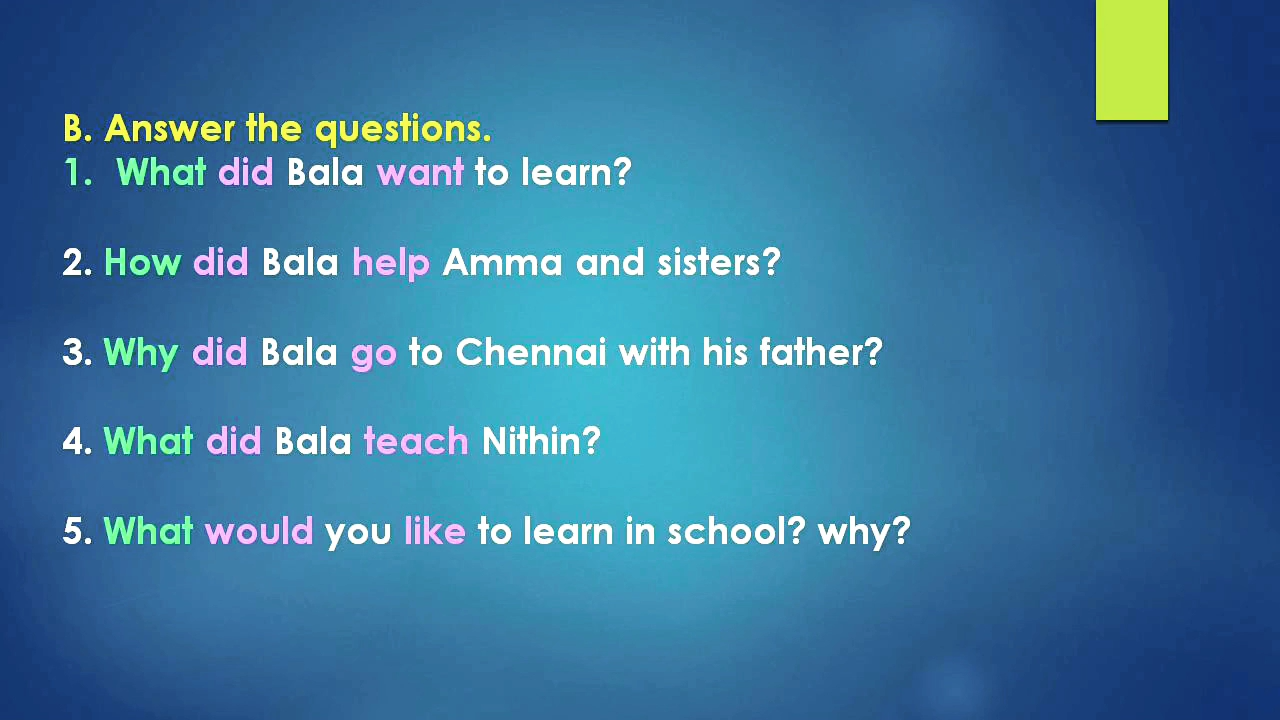 B. Answer the questions.
1. What did Bala want to learn?
2. How did Bala help Amma and sisters?
3. Why did Bala go to Chennai with his father?
4. What did Bala teach Nithin?
5. What would you like to learn in school? why?